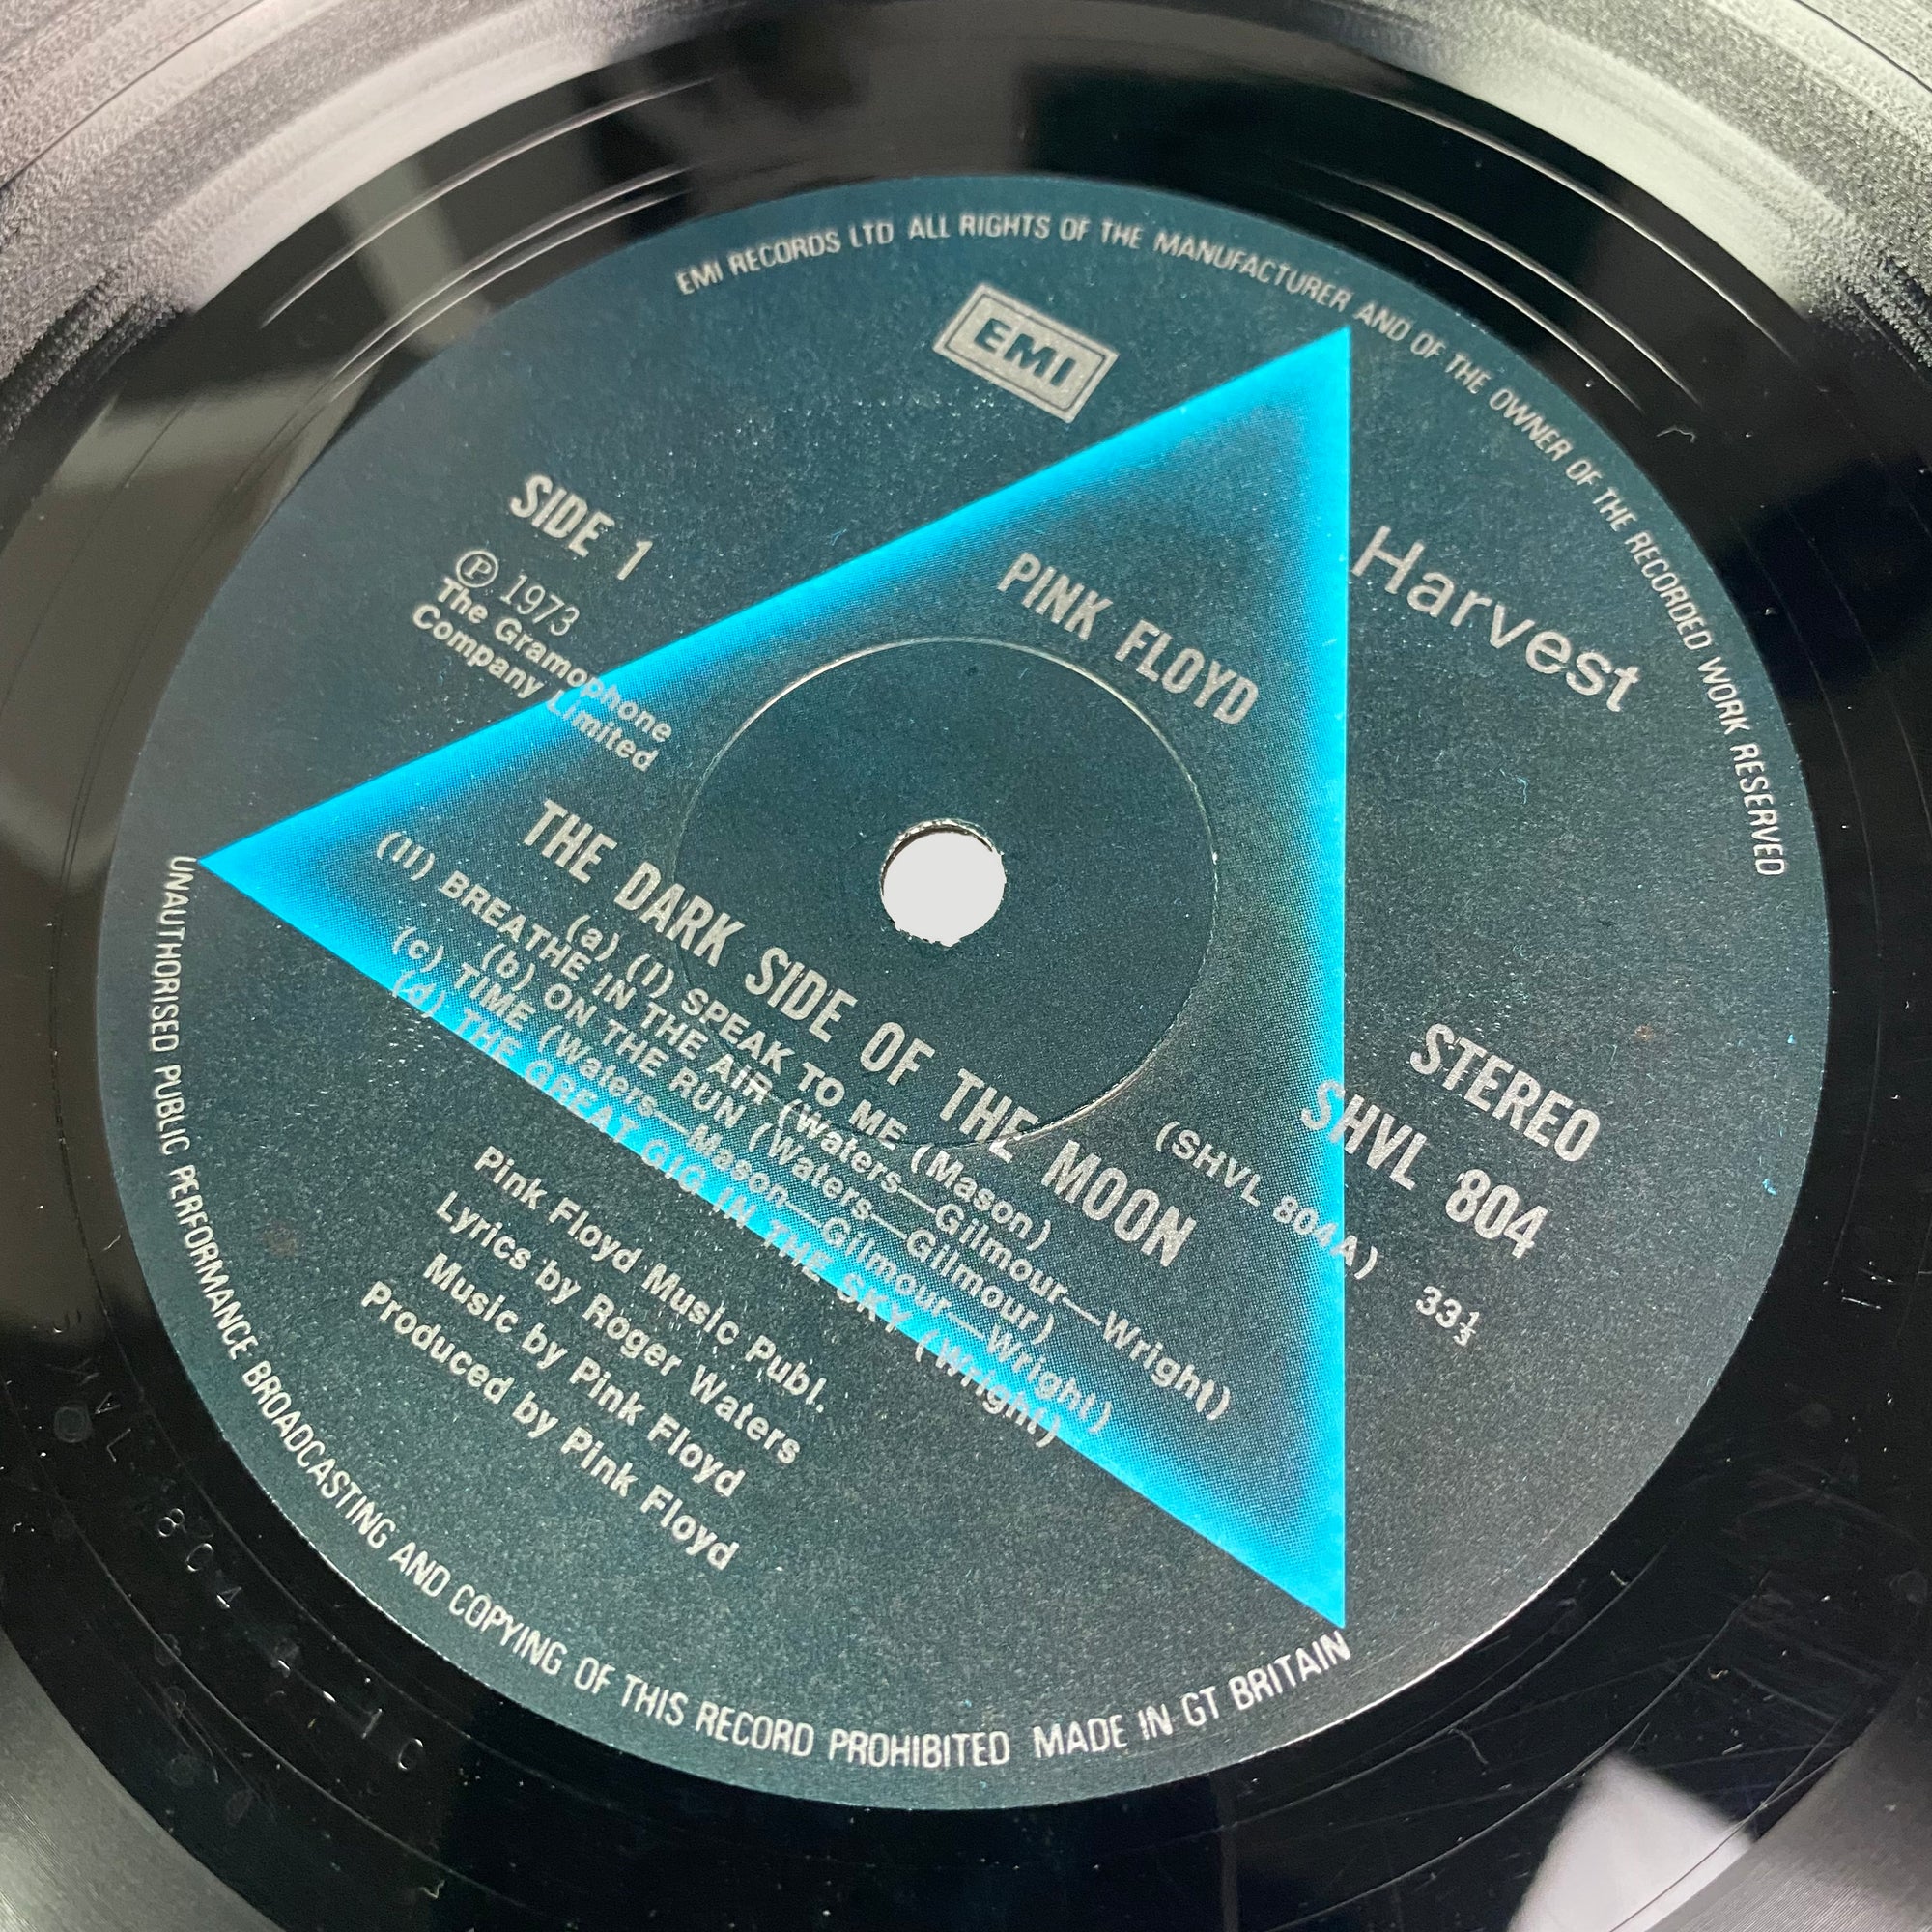 EMI RECORDS LTD ALL RIGHTS OF THE MANUFACTURER AND OF THE OWNER OF THE RECORDED WORK RESERVED
EMI
Harvest
SIDE 1
Ⓟ 1973
The Gramophone
Company Limited
PINK FLOYD
STEREO
SHVL 804
(SHVL 804A)
33⅓
THE DARK SIDE OF THE MOON
(a) (I) SPEAK TO ME (Mason)
(II) BREATHE IN THE AIR (Waters—Gilmour—Wright)
(b) ON THE RUN (Waters—Gilmour)
(c) TIME (Waters—Mason—Gilmour—Wright)
(d) THE GREAT GIG IN THE SKY (Wright)
Pink Floyd Music Publ.
Lyrics by Roger Waters
Music by Pink Floyd
Produced by Pink Floyd
UNAUTHORISED PUBLIC PERFORMANCE BROADCASTING AND COPYING OF THIS RECORD PROHIBITED MADE IN GT BRITAIN